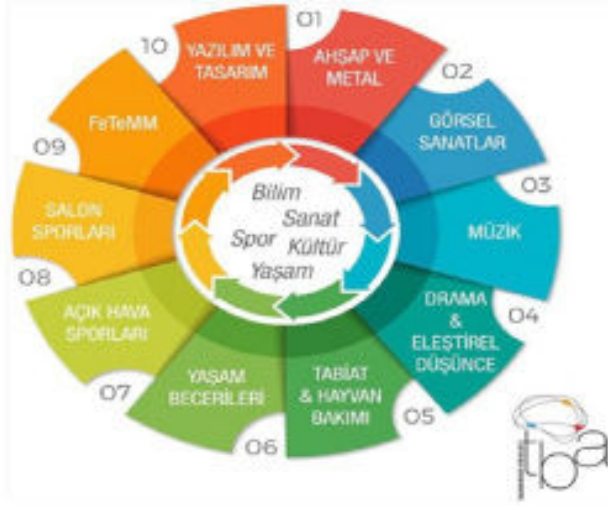 01
AHŞAP VE
METAL
02
GÖRSEL
SANATLAR
03
MÜZİK
04
DRAMA
&
ELEŞTİREL
DÜŞÜNCE
05
TABİAT
& HAYVAN
BAKIMI
06
YAŞAM
BECERİLERİ
07
AÇIK HAVA
SPORLARI
08
SALON
SPORLARI
09
FeTeMM
10
YAZILIM VE
TASARIM
Bilim
Sanat
Spor Kültür
Yaşam
tba